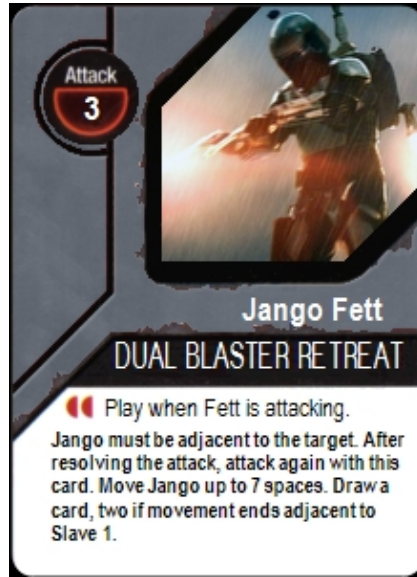 Attack
3
Jango Fett
DUAL BLASTER RETREAT
Play when Fett is attacking.
Jango must be adjacent to the target. After
resolving the attack, attack again with this
card. Move Jango up to 7 spaces. Draw a
card, two if movement ends adjacent to
Slave 1.